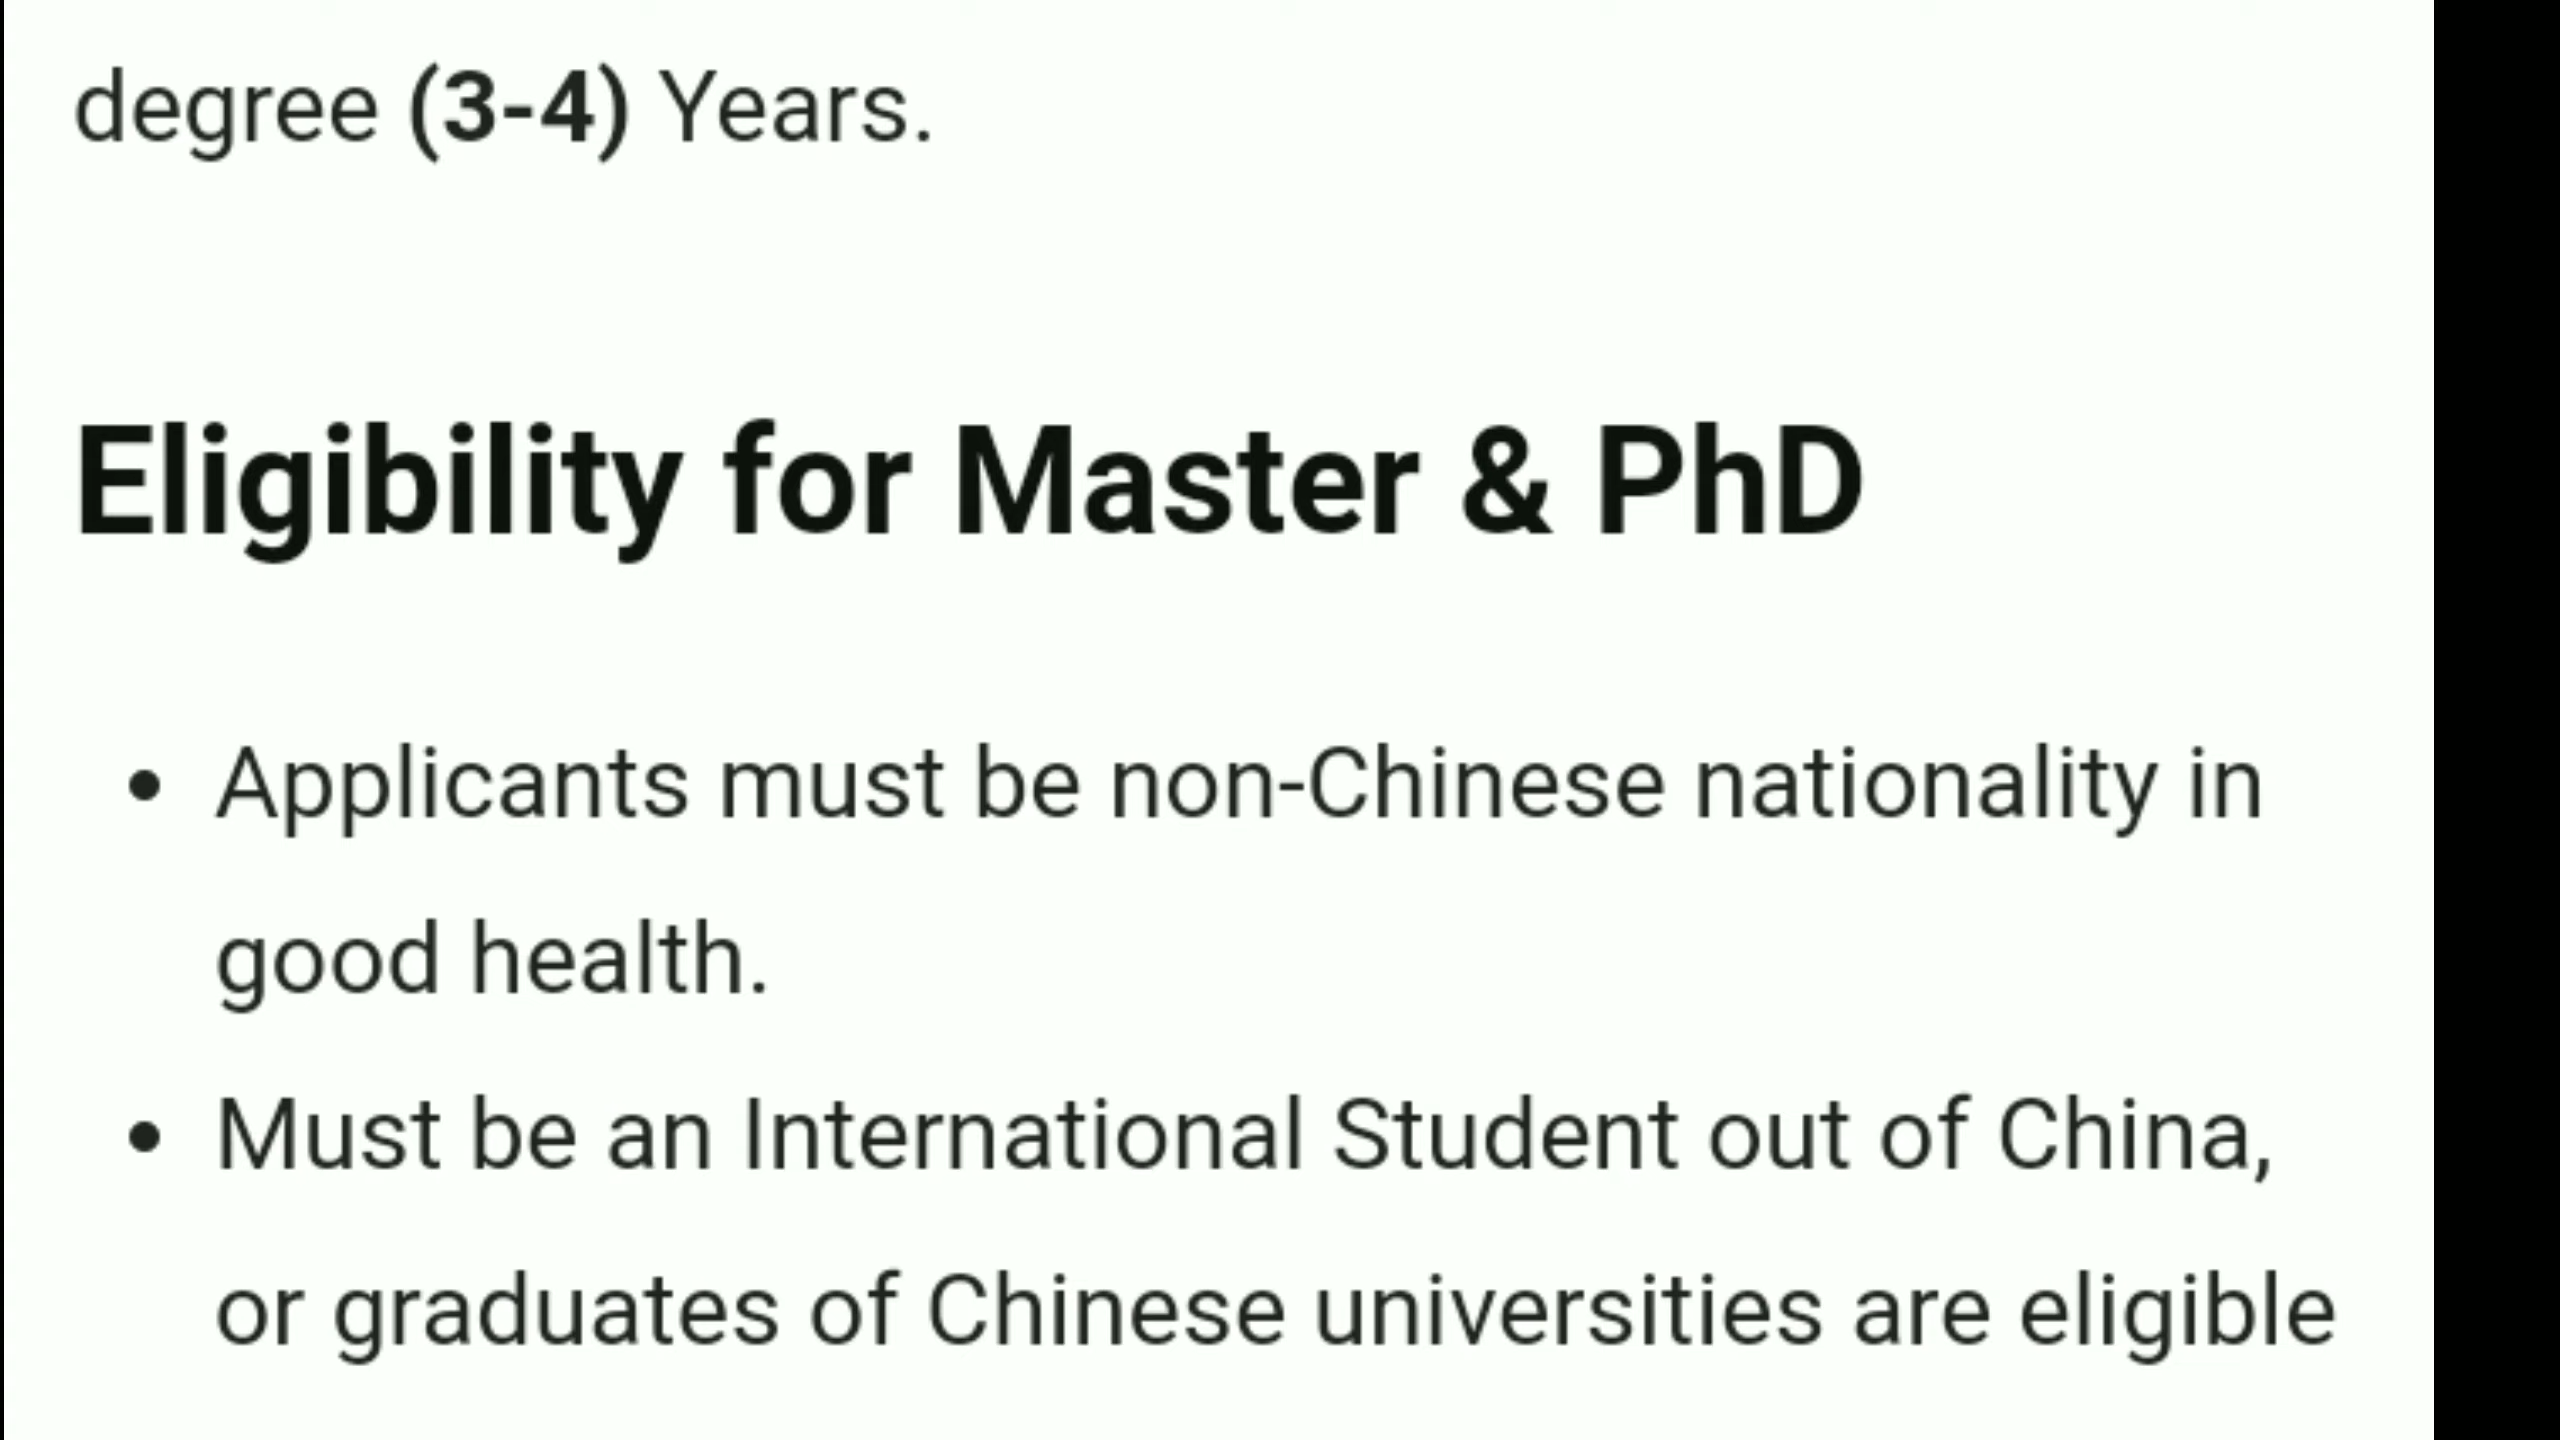 degree (3-4) Years.
Eligibility for Master & PhD
• Applicants must be non-Chinese nationality in
good health.
• Must be an International Student out of China,
or graduates of Chinese universities are eligible